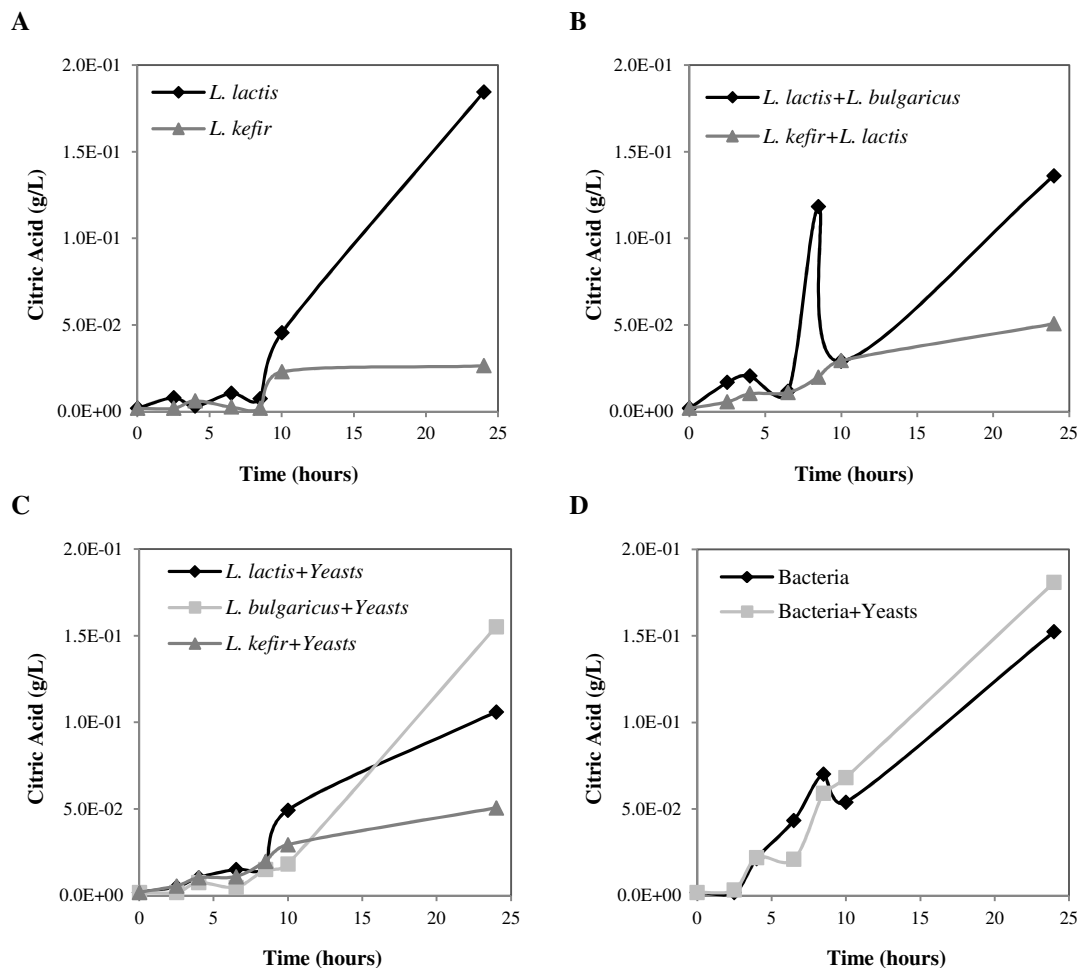 A
2.0E-01
1.5E-01
1.0E-01
5.0E-02
0.0E+00
Citric Acid (g/L)
L. lactis
L. kefir
0 5 10 15 20 25
Time (hours)
B
2.0E-01
1.5E-01
1.0E-01
5.0E-02
0.0E+00
Citric Acid (g/L)
L. lactis+L. bulgaricus
L. kefir+L. lactis
0 5 10 15 20 25
Time (hours)
C
2.0E-01
1.5E-01
1.0E-01
5.0E-02
0.0E+00
Citric Acid (g/L)
L. lactis+Yeasts
L. bulgaricus+Yeasts
L. kefir+Yeasts
0 5 10 15 20 25
Time (hours)
D
2.0E-01
1.5E-01
1.0E-01
5.0E-02
0.0E+00
Citric Acid (g/L)
Bacteria
Bacteria+Yeasts
0 5 10 15 20 25
Time (hours)